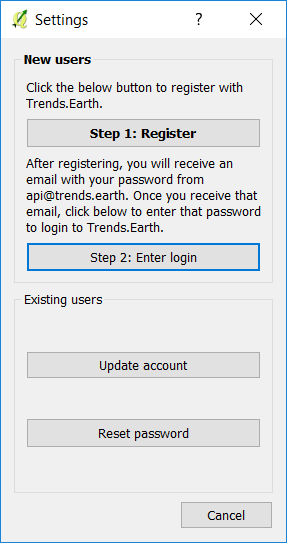 Settings
New users
Click the below button to register with
Trends.Earth.
Step 1: Register
After registering, you will receive an
email with your password from
api@trends.earth. Once you receive that
email, click below to enter that password
to login to Trends.Earth.
Step 2: Enter login
Existing users
Update account
Reset password
Cancel